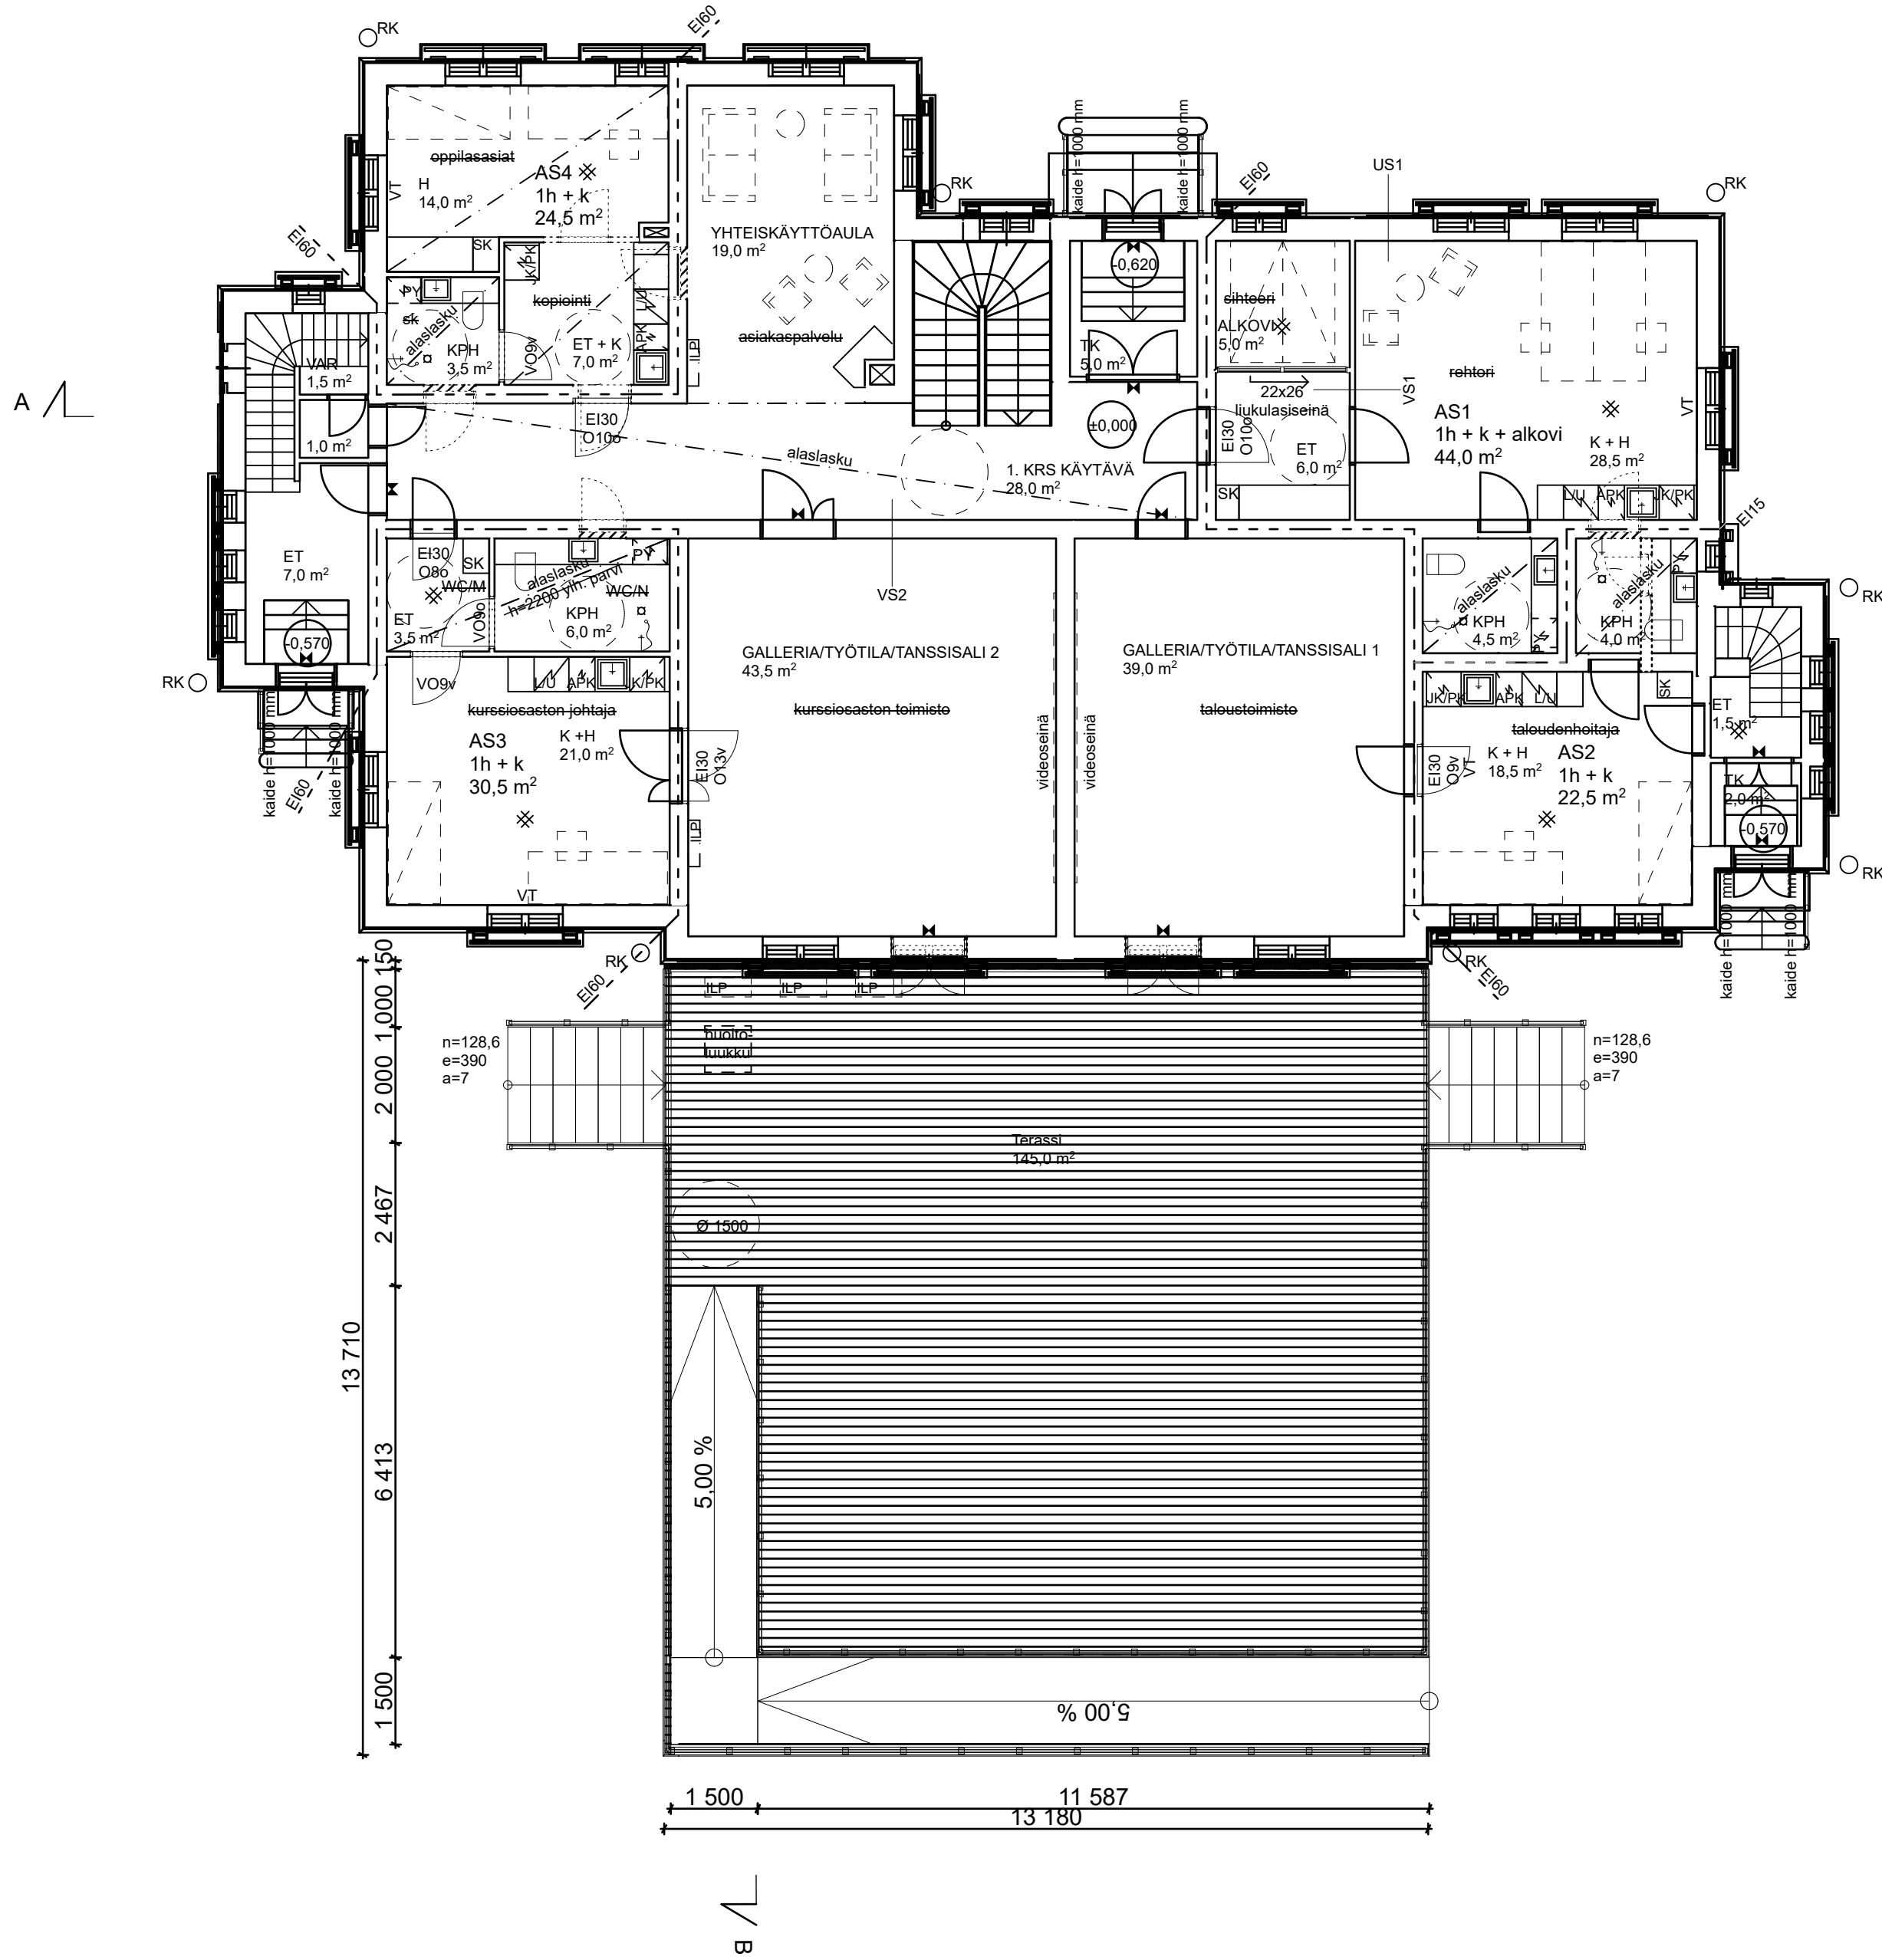 RK
EI60
oppilasasiat
AS4
1h + k
24,5 m²
H
14,0 m²
VT
SK
YHTEISKÄYTTÖAULA
19,0 m²
asiakaspalvelu
RK
kaide h=1000 mm
kaide h=1000 mm
EI60
US1
RK
EI60
PY
sk
alaslasku
KPH
3,5 m²
kopiointi
JK/PK
L/U
APK
VO9v
ET + K
7,0 m²
ILP
EI30
O10o
VAR
1,5 m²
1,0 m²
A
-0,620
TK
5,0 m²
±0,000
sihteeri
ALKOVI
5,0 m²
22x26
liukulasiseinä
VS1
EI30
O10o
ET
6,0 m²
SK
rehtori
AS1
1h + k + alkovi
44,0 m²
K + H
28,5 m²
VT
L/U
APK
JK/PK
EI15
alaslasku
1. KRS KÄYTÄVÄ
28,0 m²
VS2
ET
7,0 m²
-0,570
EI30
O8o
SK
WC/M
ET
3,5 m²
VO9o
alaslasku
h=2200 ylh. parvi
PY
WC/N
KPH
6,0 m²
VO9v
L/U
APK
JK/PK
kurssiosaston johtaja
AS3
1h + k
30,5 m²
K +H
21,0 m²
VT
EI30
O13v
ILP
GALLERIA/TYÖTILA/TANSSISALI 2
43,5 m²
kurssiosaston toimisto
videoseinä
videoseinä
GALLERIA/TYÖTILA/TANSSISALI 1
39,0 m²
taloustoimisto
alaslasku
KPH
4,5 m²
alaslasku
KPH
4,0 m²
RK
JK/PK
APK
L/U
SK
taloudenhoitaja
K + H
18,5 m²
AS2
1h + k
22,5 m²
EI30
O9v
VT
ET
1,5 m²
TK
2,0 m²
-0,570
RK
RK
kaide h=1000 mm
kaide h=1000 mm
EI60
kaide h=1000 mm
kaide h=1000 mm
RK
EI60
RK
EI60
ILP
ILP
ILP
huolto-
luukku
n=128,6
e=390
a=7
n=128,6
e=390
a=7
Terassi
145,0 m²
Ø 1500
150
1 000
2 000
2 467
6 413
1 500
13 710
5,00 %
5,00 %
1 500
11 587
13 180
B